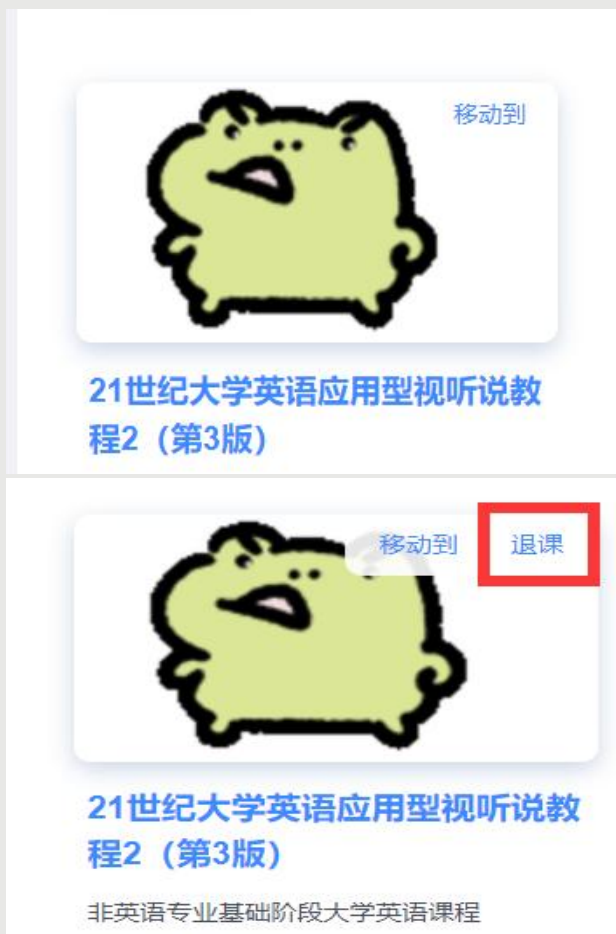 移动到
21世纪大学英语应用型视听说教
程2（第3版）
移动到 退课
21世纪大学英语应用型视听说教
程2（第3版）
非英语专业基础阶段大学英语课程